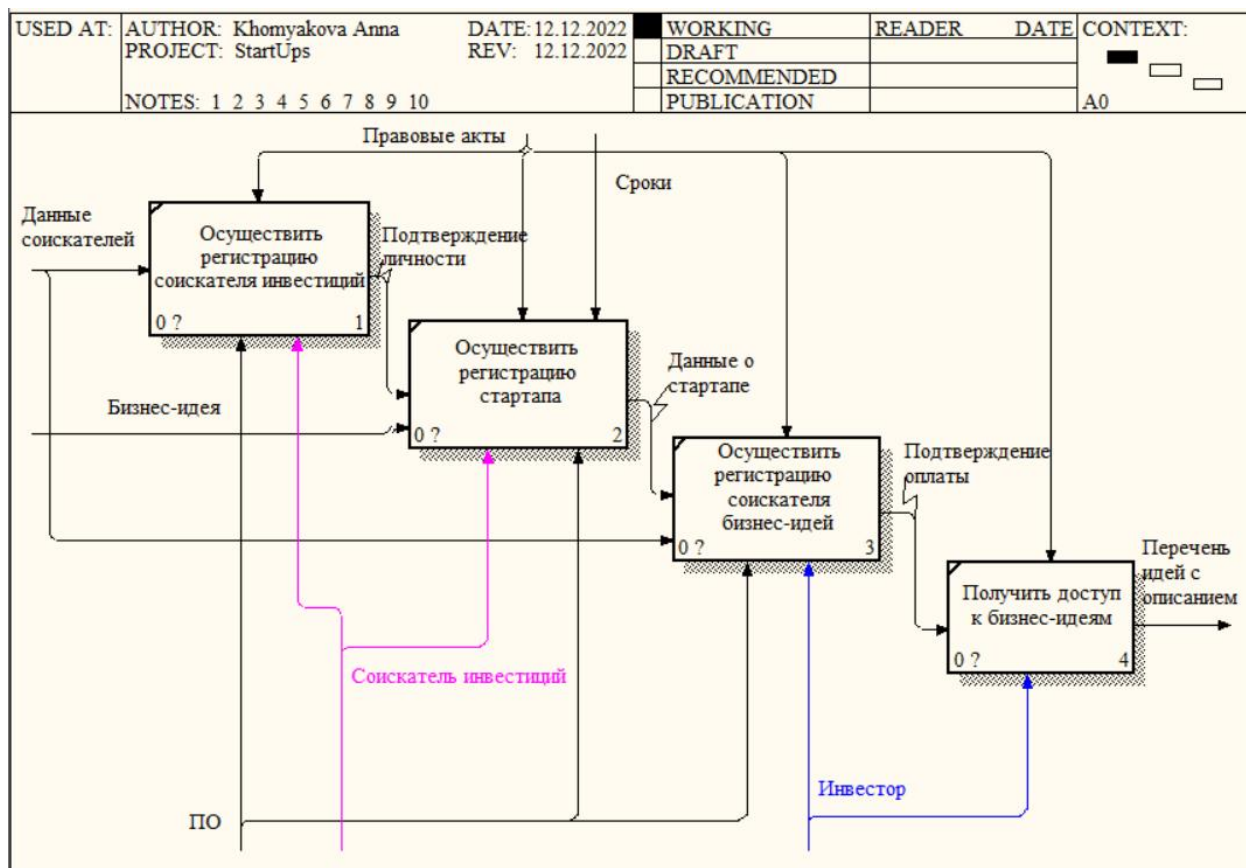 USED AT:
AUTHOR: Khomyakova Anna
DATE: 12.12.2022
PROJECT: StartUps
REV: 12.12.2022
NOTES: 1 2 3 4 5 6 7 8 9 10
WORKING
DRAFT
RECOMMENDED
PUBLICATION
READER DATE
CONTEXT:
A0
Правовые акты
Сроки
Данные
соискателей
Осуществить
регистрацию
соискателя инвестиций
0 ? 1
Подтверждение
личности
Осуществить
регистрацию
стартапа
0 ? 2
Бизнес-идея
Данные о
стартапе
Осуществить
регистрацию
соискателя
бизнес-идей
0 ? 3
Подтверждение
оплаты
Получить доступ
к бизнес-идеям
0 ? 4
Перечень
идей с
описанием
Соискатель инвестиций
Инвестор
ПО